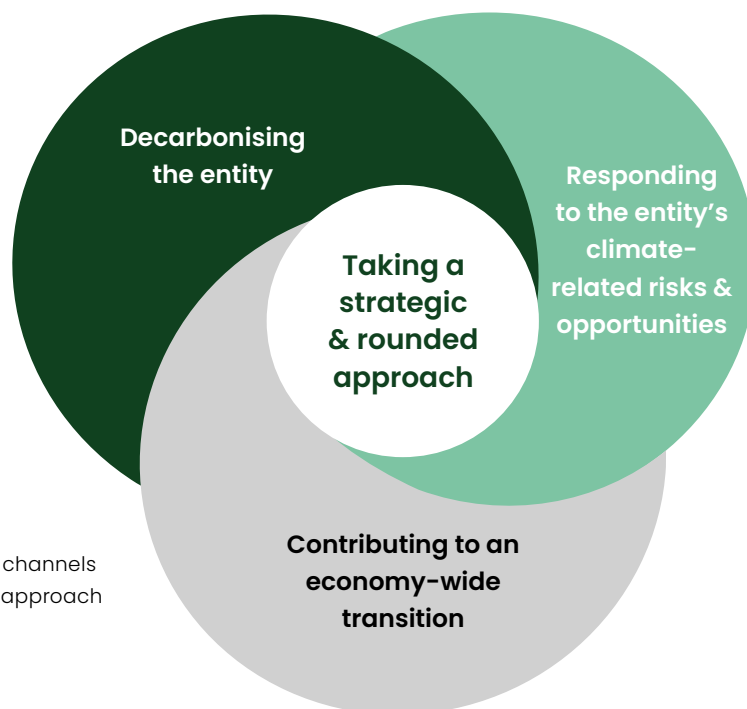 Decarbonising
the entity
Responding
to the entity’s
climate-
related risks &
opportunities
Taking a
strategic
& rounded
approach
Contributing to an
economy-wide
transition
channels
approach